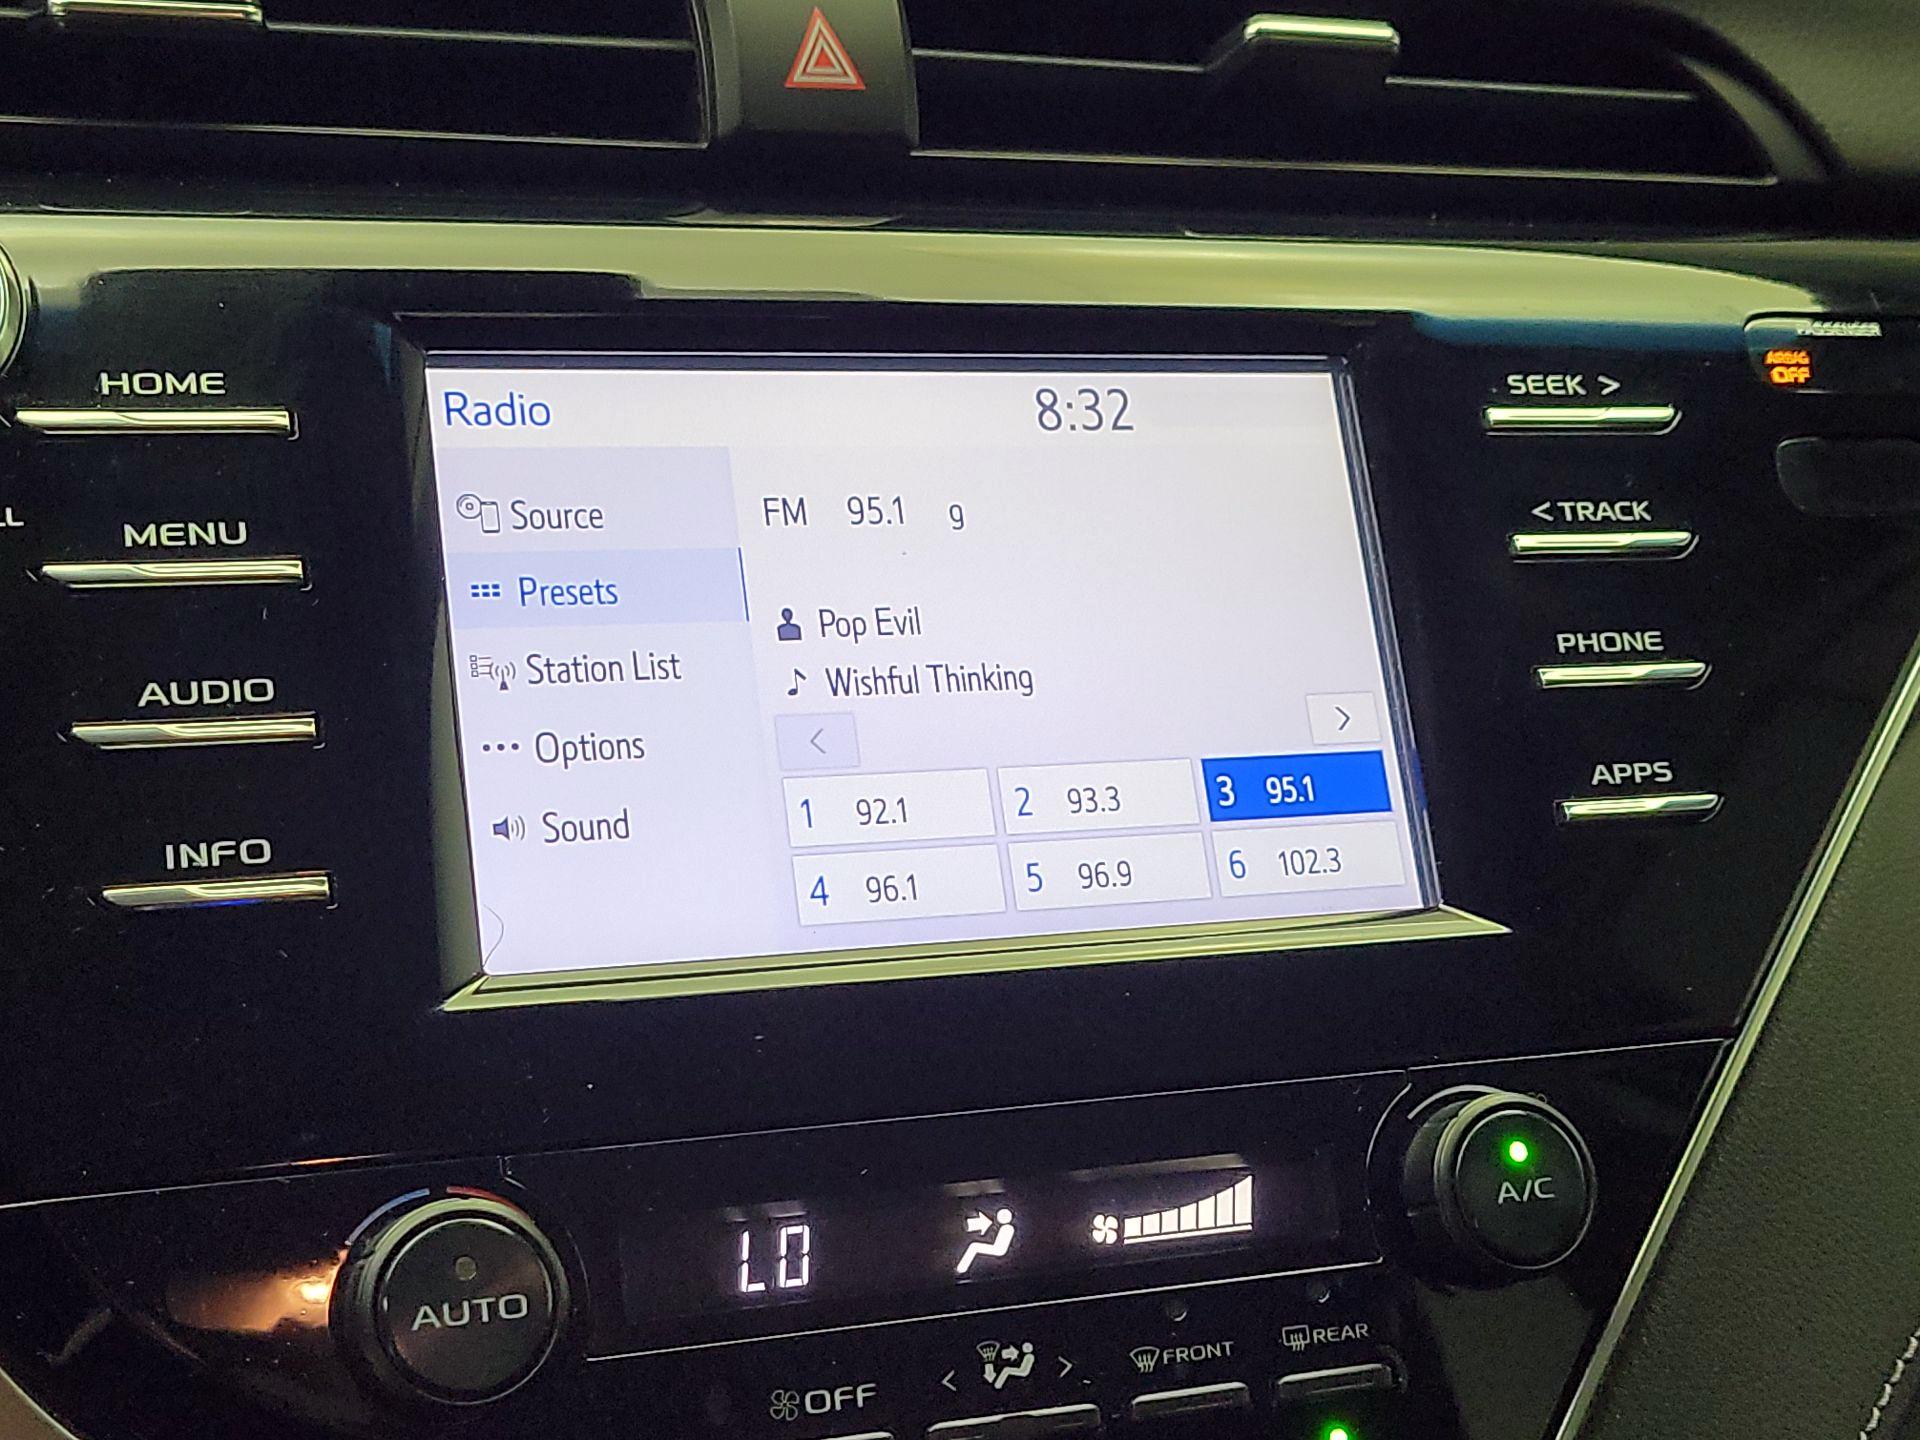 PASSENGER
AIRBAG
OFF
HOME
MENU
AUDIO
INFO
Radio
8:32
Source
Presets
Station List
Options
Sound
FM 95.1 g
Pop Evil
Wishful Thinking
<
>
1 92.1
2 93.3
3 95.1
4 96.1
5 96.9
6 102.3
SEEK >
< TRACK
PHONE
APPS
AUTO
LO
A/C
OFF
< >
FRONT
REAR